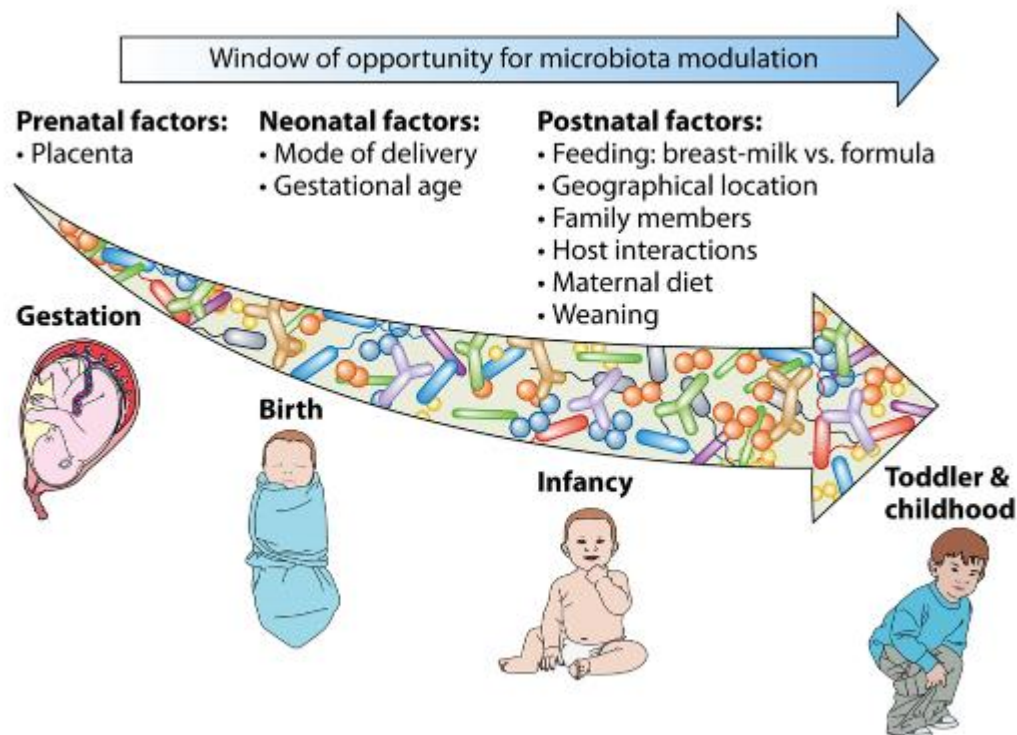 Window of opportunity for microbiota modulation
Prenatal factors:
• Placenta
Neonatal factors:
• Mode of delivery
• Gestational age
Postnatal factors:
• Feeding: breast-milk vs. formula
• Geographical location
• Family members
• Host interactions
• Maternal diet
• Weaning
Gestation
Birth
Infancy
Toddler &
childhood